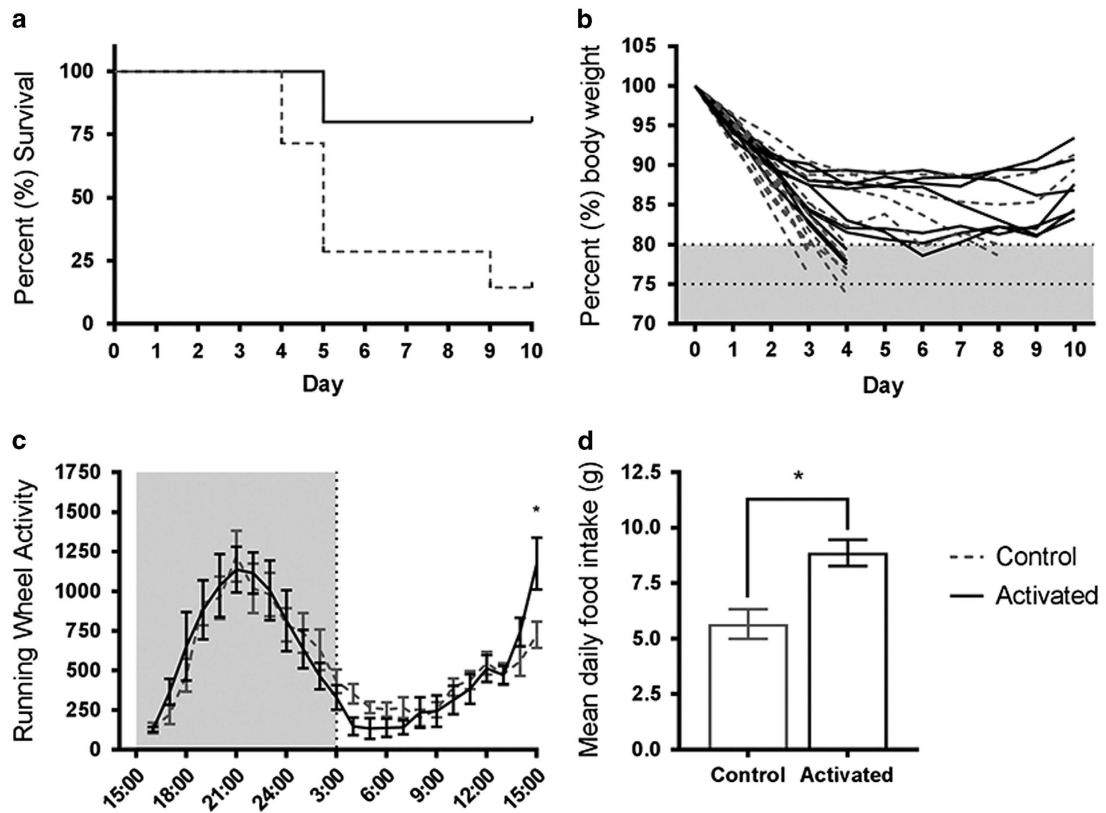 a
Percent (%) Survival
100
75
50
25
0
0 1 2 3 4 5 6 7 8 9 10
Day
b
Percent (%) body weight
105
100
95
90
85
80
75
70
0 1 2 3 4 5 6 7 8 9 10
Day
c
Running Wheel Activity
1750
1500
1250
1000
750
500
250
0
*
15:00 18:00 21:00 24:00 3:00 6:00 9:00 12:00 15:00
d
Mean daily food intake (g)
12.5
10.0
7.5
5.0
2.5
0.0
*
Control Activated
Control
Activated